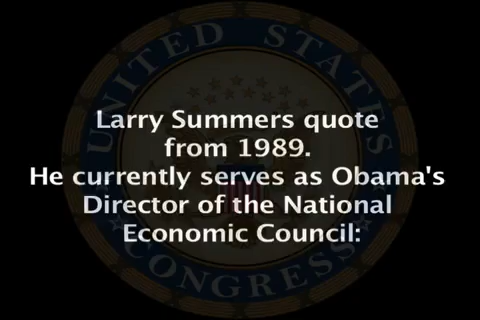 UNITED STATES
Larry Summers quote
from 1989.
He currently serves as Obama's
Director of the National
Economic Council:
CONGRESS